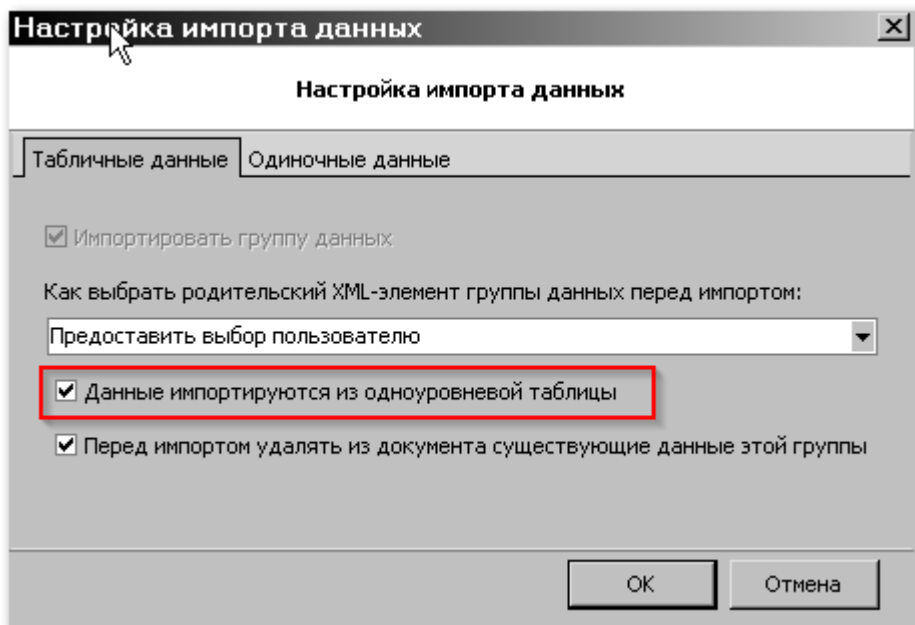 Настройка импорта данных
Настройка импорта данных
Табличные данные Одиночные данные
Импортировать группу данных
Как выбрать родительский XML-элемент группы данных перед импортом:
Предоставить выбор пользователю
Данные импортируются из одноуровневой таблицы
Перед импортом удалять из документа существующие данные этой группы
OK Отмена